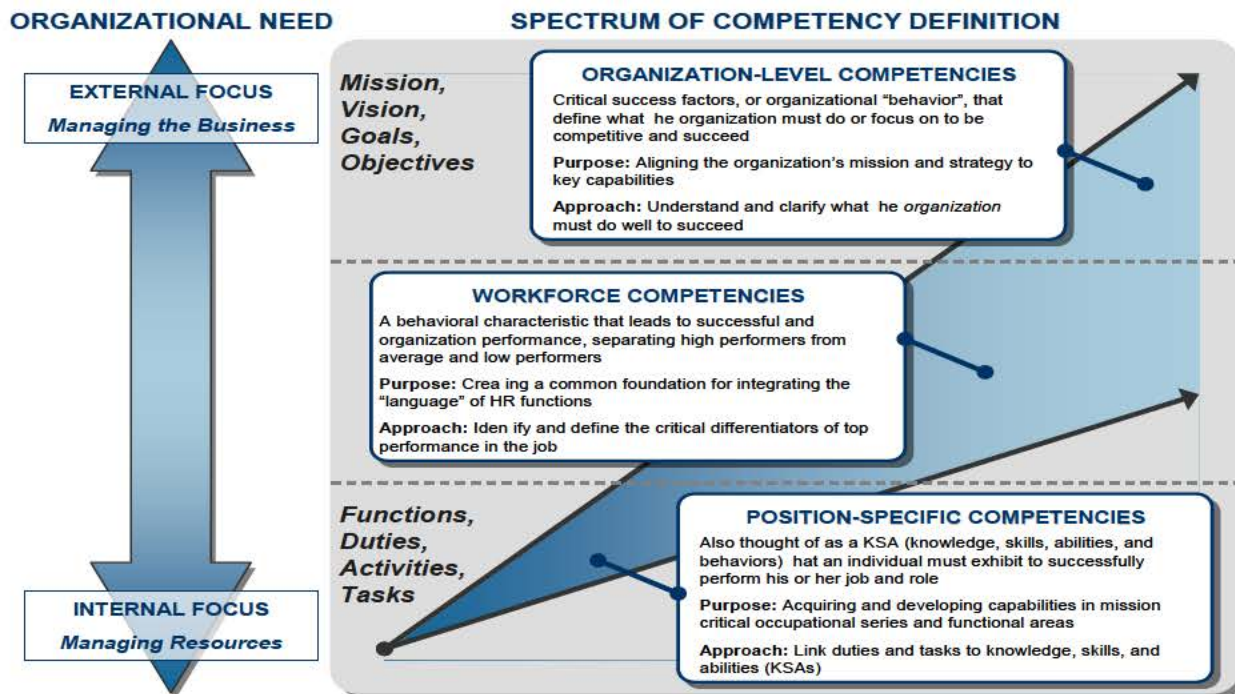 ORGANIZATIONAL NEED
SPECTRUM OF COMPETENCY DEFINITION
EXTERNAL FOCUS
Managing the Business
INTERNAL FOCUS
Managing Resources
Mission,
Vision,
Goals,
Objectives
ORGANIZATION-LEVEL COMPETENCIES
Critical success factors, or organizational “behavior”, that
define what he organization must do or focus on to be
competitive and succeed
Purpose: Aligning the organization’s mission and strategy to
key capabilities
Approach: Understand and clarify what he organization
must do well to succeed
WORKFORCE COMPETENCIES
A behavioral characteristic that leads to successful and
organization performance, separating high performers from
average and low performers
Purpose: Crea ing a common foundation for integrating the
“language” of HR functions
Approach: Iden ify and define the critical differentiators of top
performance in the job
Functions,
Duties,
Activities,
Tasks
POSITION-SPECIFIC COMPETENCIES
Also thought of as a KSA (knowledge, skills, abilities, and
behaviors) hat an individual must exhibit to successfully
perform his or her job and role
Purpose: Acquiring and developing capabilities in mission
critical occupational series and functional areas
Approach: Link duties and tasks to knowledge, skills, and
abilities (KSAs)